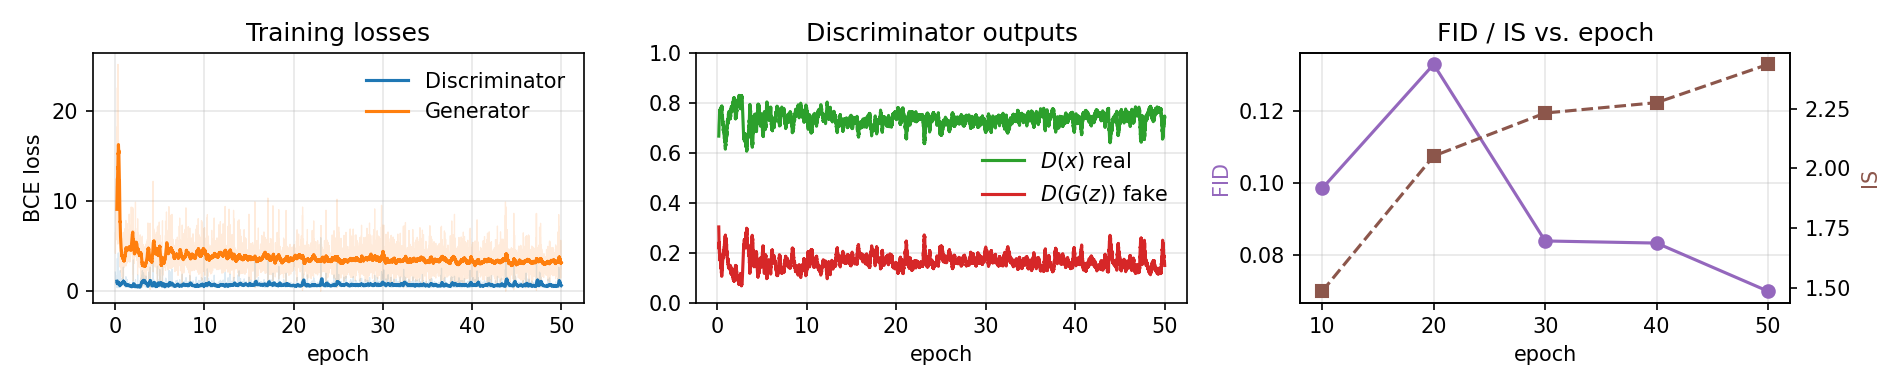 Training losses
BCE loss
20
10
0
Discriminator
Generator
0 10 20 30 40 50
epoch
Discriminator outputs
1.0
0.8
0.6
0.4
0.2
0.0
D(x) real
D(G(z)) fake
0 10 20 30 40 50
epoch
FID / IS vs. epoch
FID
0.12
0.10
0.08
2.25
2.00
1.75
1.50
IS
10 20 30 40 50
epoch